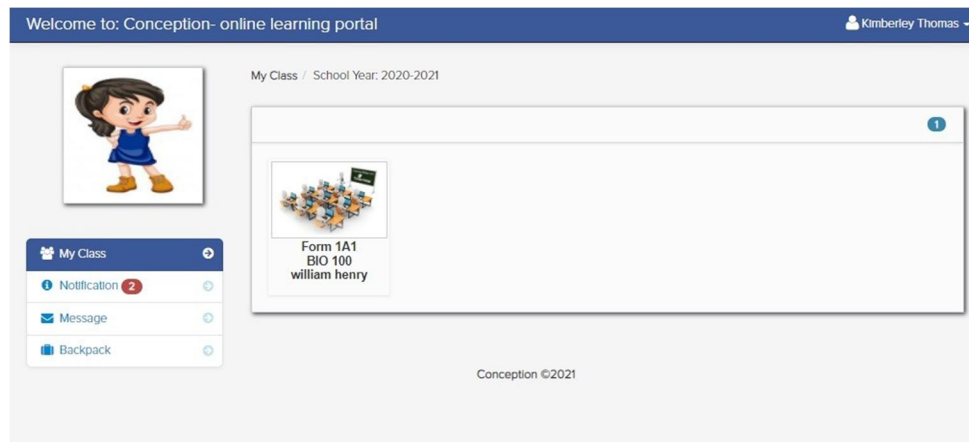 Welcome to: Conception- online learning portal
Kimberley Thomas
My Class / School Year: 2020-2021
1
Form 1A1
BIO 100
william henry
My Class
Notification 2
Message
Backpack
Conception ©2021